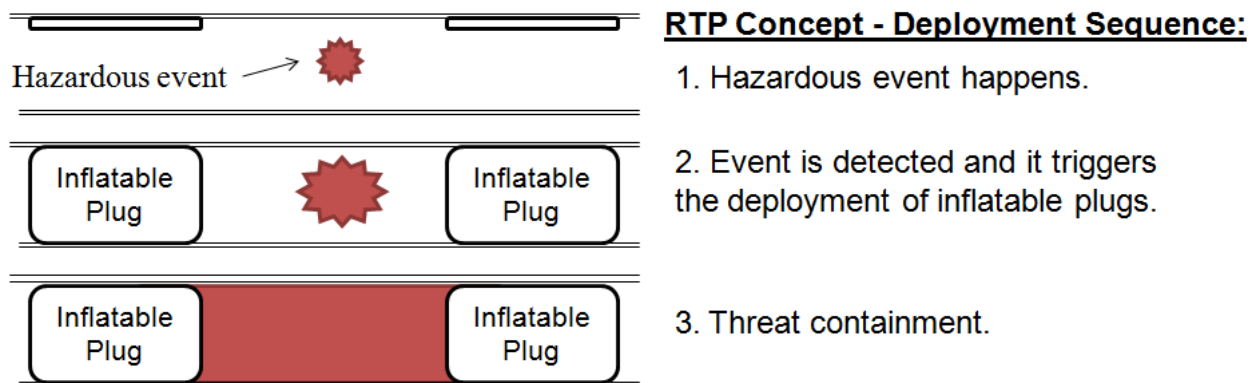 RTP Concept - Deployment Sequence:
Hazardous event
1. Hazardous event happens.
Inflatable
Plug
Inflatable
Plug
2. Event is detected and it triggers
the deployment of inflatable plugs.
Inflatable
Plug
Inflatable
Plug
3. Threat containment.